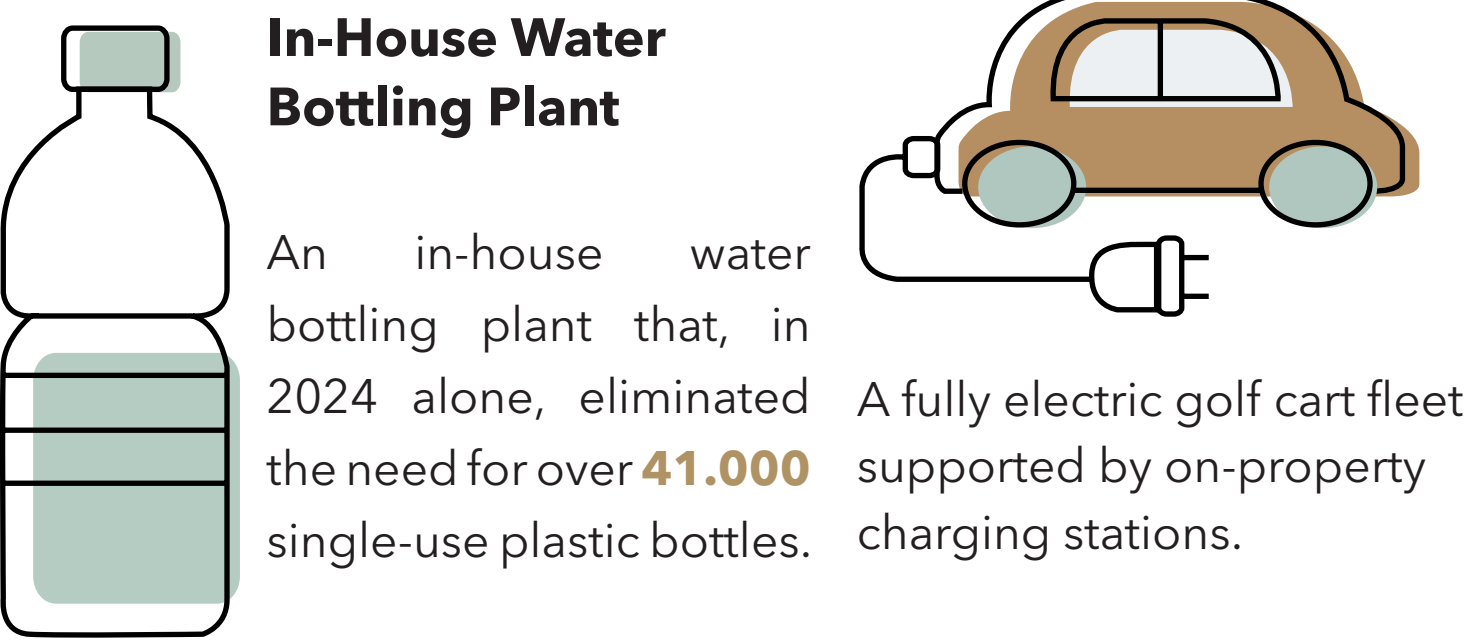 In-House Water
Bottling Plant
An in-house water
bottling plant that, in
2024 alone, eliminated
the need for over 41.000
single-use plastic bottles.
A fully electric golf cart fleet
supported by on-property
charging stations.